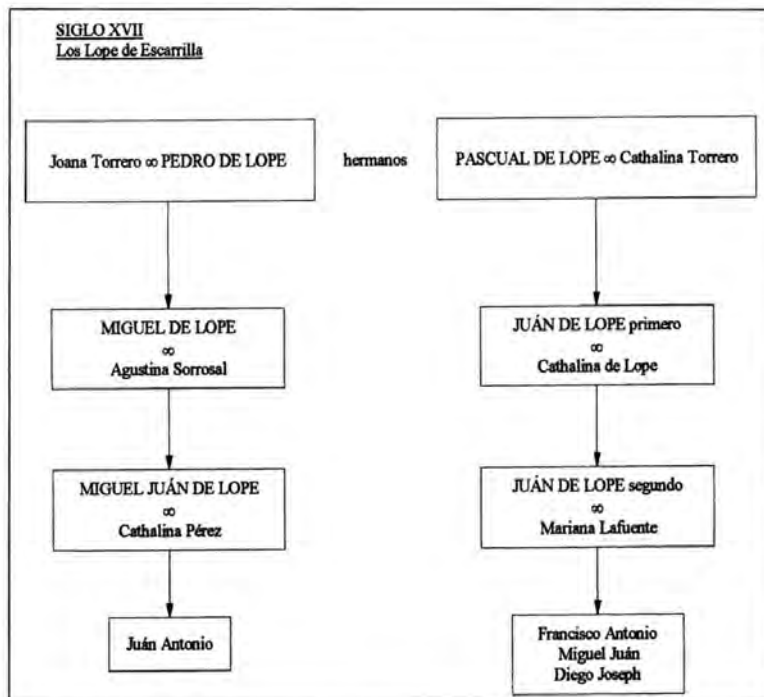 SIGLO XVII
Los Lope de Escarrilla
Joana Torrero ∞ PEDRO DE LOPE
hermanos
PASCUAL DE LOPE ∞ Cathalina Torrero
MIGUEL DE LOPE
∞
Agustina Sorrosal
JUÁN DE LOPE primero
∞
Cathalina de Lope
MIGUEL JUÁN DE LOPE
∞
Cathalina Pérez
JUÁN DE LOPE segundo
∞
Mariana Lafuente
Juán Antonio
Francisco Antonio
Miguel Juán
Diego Joseph